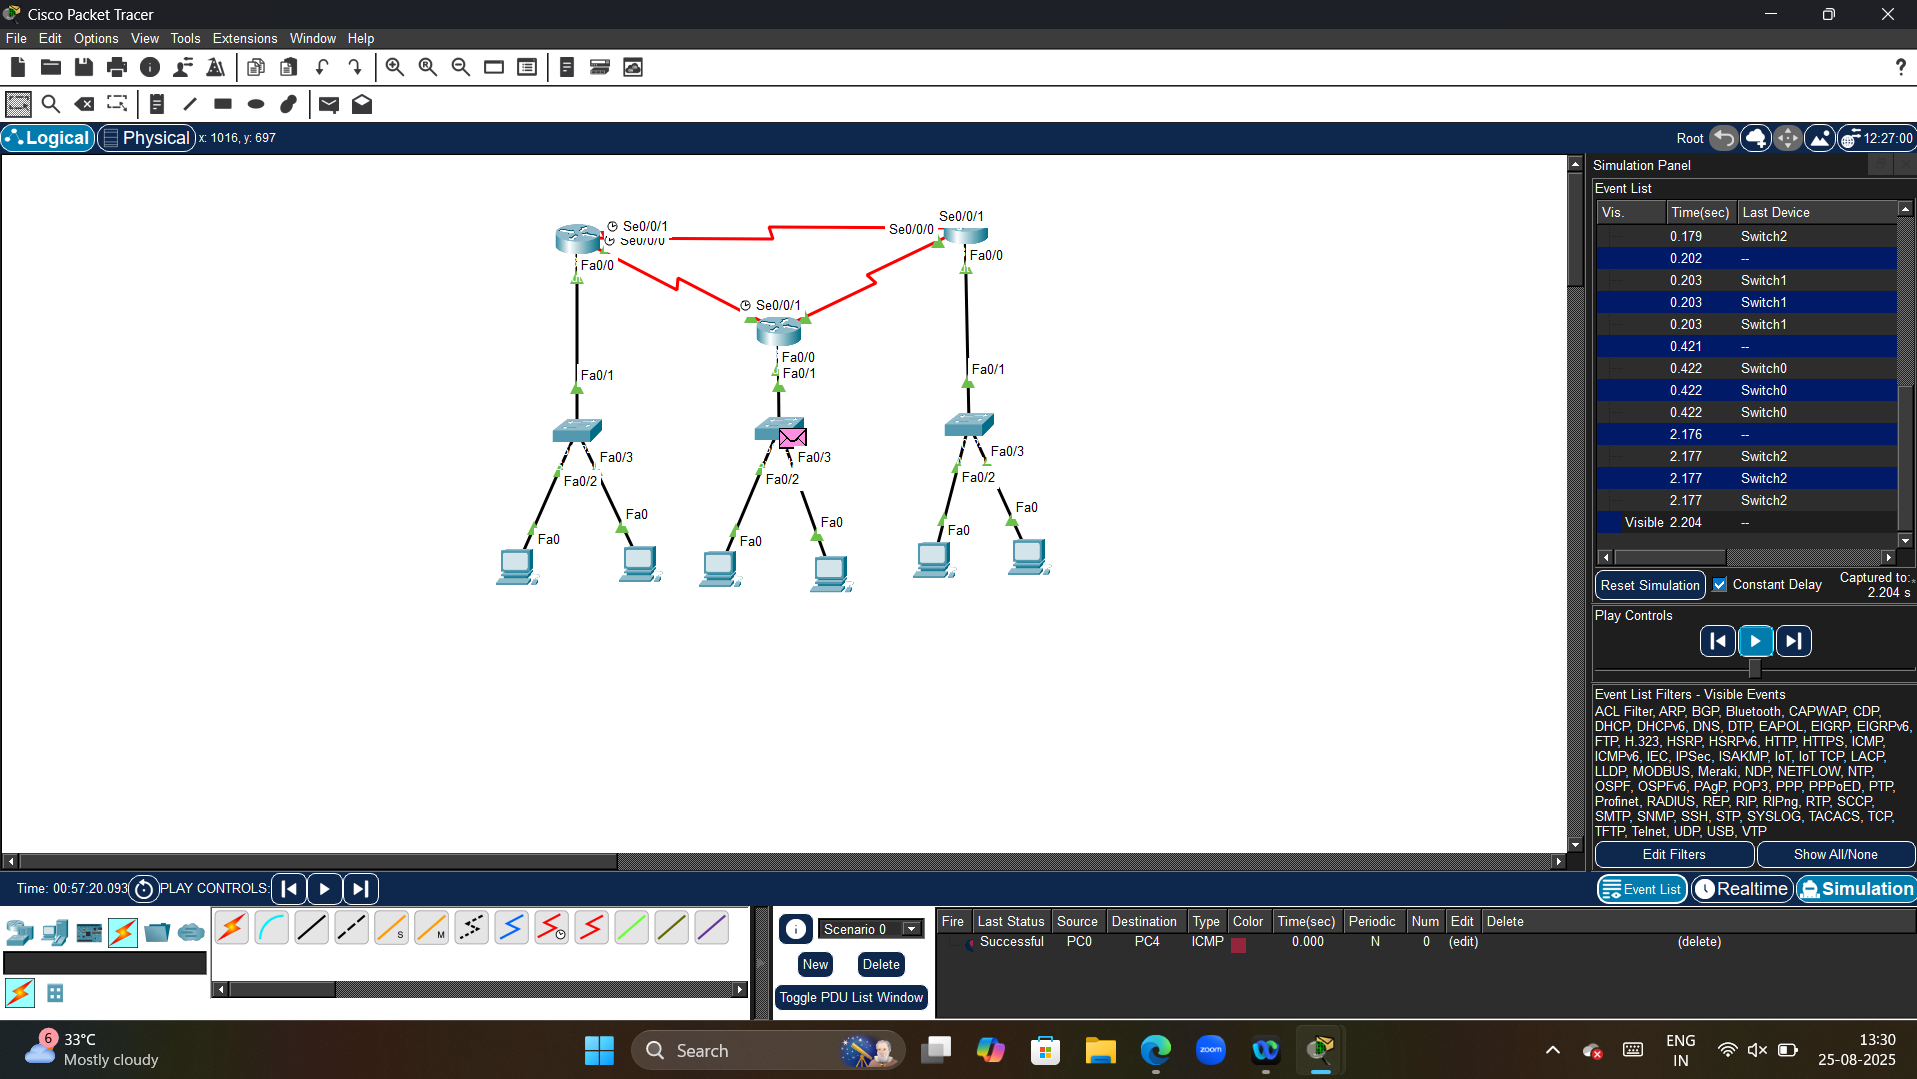 Cisco Packet Tracer
File Edit Options View Tools Extensions Window Help
Logical Physical x: 1016, y: 697 Root 12:27:00
Simulation Panel
Event List
Vis. Time(sec) Last Device
0.179 Switch2
0.202 --
0.203 Switch1
0.203 Switch1
0.203 Switch1
0.421 --
0.422 Switch0
0.422 Switch0
0.422 Switch0
2.176 --
2.177 Switch2
2.177 Switch2
2.177 Switch2
Visible 2.204 --
Reset Simulation Constant Delay Captured to:
2.204 s
Play Controls
Event List Filters - Visible Events
ACL Filter, ARP, BGP, Bluetooth, CAPWAP, CDP,
DHCP, DHCPv6, DNS, DTP, EAPOL, EIGRP, EIGRPv6,
FTP, H.323, HSRP, HSRPv6, HTTP, HTTPS, ICMP,
ICMPv6, IEC, IPSec, ISAKMP, IoT, IoT TCP, LACP,
LLDP, MODBUS, Meraki, NDP, NETFLOW, NTP,
OSPF, OSPFv6, PAgP, POP3, PPP, PPPoED, PTP,
Profinet, RADIUS, REP, RIP, RIPng, RTP, SCCP,
SMTP, SNMP, SSH, STP, SYSLOG, TACACS, TCP,
TFTP, Telnet, UDP, USB, VTP
Edit Filters Show All/None
Event List Realtime Simulation
Se0/0/1
Se0/0/1
Se0/0/0
Se0/0/0
Fa0/0
Fa0/0
Se0/0/1
Fa0/0
Fa0/1
Fa0/1
Fa0/1
Fa0/3
Fa0/3
Fa0/3
Fa0/2
Fa0/2
Fa0/2
Fa0
Fa0
Fa0
Fa0
Fa0
Fa0
Time: 00:57:20.093 PLAY CONTROLS:
S M
Scenario 0
New Delete
Toggle PDU List Window
Fire Last Status Source Destination Type Color Time(sec) Periodic Num Edit Delete
Successful PC0 PC4 ICMP 0.000 N 0 (edit) (delete)
6
33°C
Mostly cloudy
Search
zoom
ENG
IN
13:30
25-08-2025